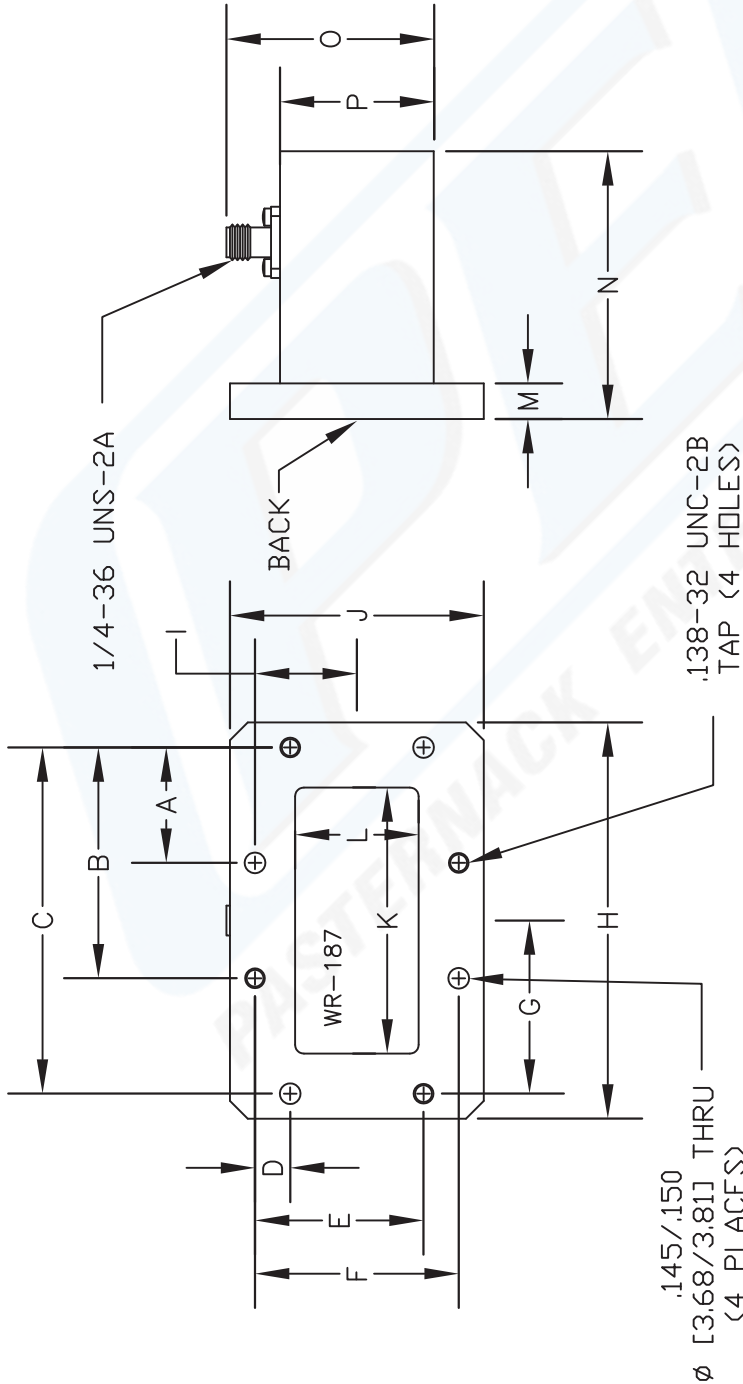 C
B
1/4-36 UNS-2A
A
I
D
BACK
E
WR-187
L
F
J
O
P
K
G
M
H
N
.145/.150
Ø [3.68/3.81] THRU
(4 PLACES)
.138-32 UNC-2B
TAP (4 HOLES)
PE
PASTERNACK